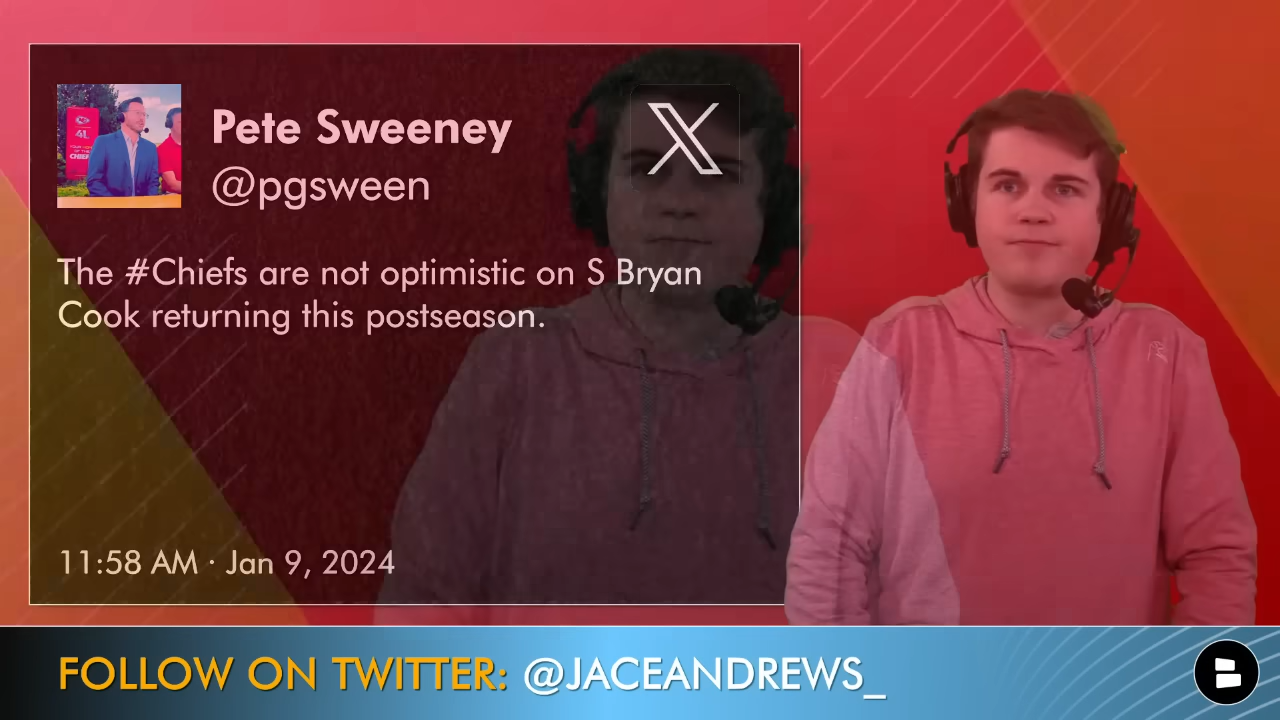 Pete Sweeney
@pgsween
The #Chiefs are not optimistic on S Bryan
Cook returning this postseason.
11:58 AM · Jan 9, 2024
FOLLOW ON TWITTER: @JACEANDREWS_